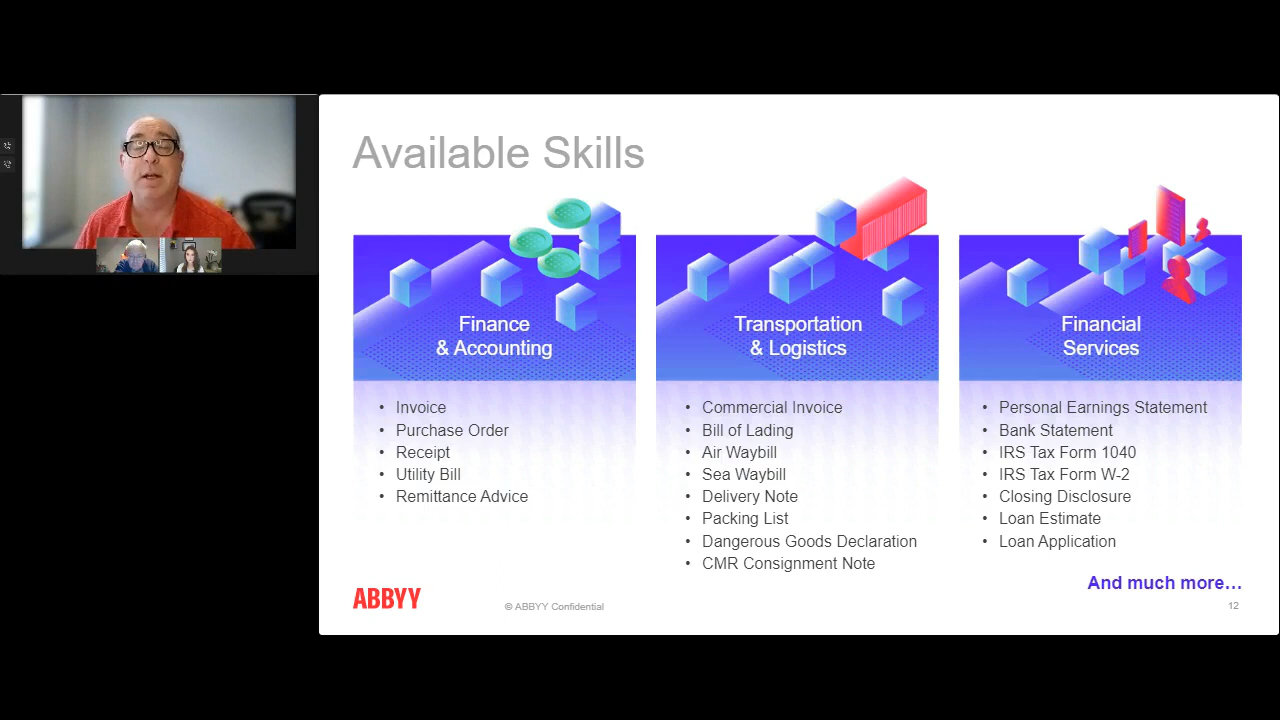 Available Skills
Finance
& Accounting
• Invoice
• Purchase Order
• Receipt
• Utility Bill
• Remittance Advice
Transportation
& Logistics
• Commercial Invoice
• Bill of Lading
• Air Waybill
• Sea Waybill
• Delivery Note
• Packing List
• Dangerous Goods Declaration
• CMR Consignment Note
Financial
Services
• Personal Earnings Statement
• Bank Statement
• IRS Tax Form 1040
• IRS Tax Form W-2
• Closing Disclosure
• Loan Estimate
• Loan Application
And much more…
ABBYY
© ABBYY Confidential
12